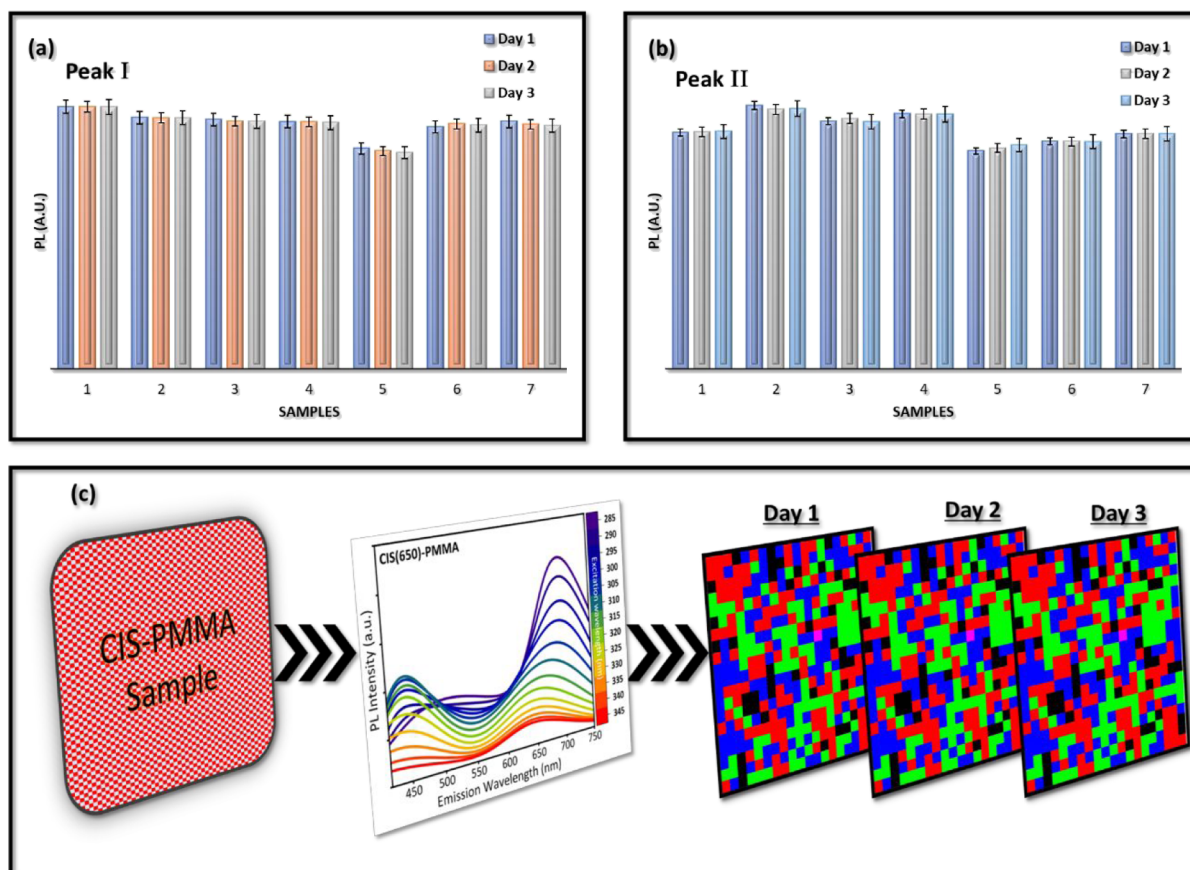 (a)
Peak I
Day 1
Day 2
Day 3
PL (A.U.)
1 2 3 4 5 6 7
SAMPLES
(b)
Peak II
Day 1
Day 2
Day 3
PL (A.U.)
1 2 3 4 5 6 7
SAMPLES
(c)
CIS-PMMA
Sample
CIS(650)-PMMA
PL Intensity (a.u.)
450 500 550 600 650 700 750
Emission Wavelength (nm)
285
290
295
300
305
310
315
320
325
330
335
340
345
Excitation wavelength (nm)
Day 1
Day 2
Day 3